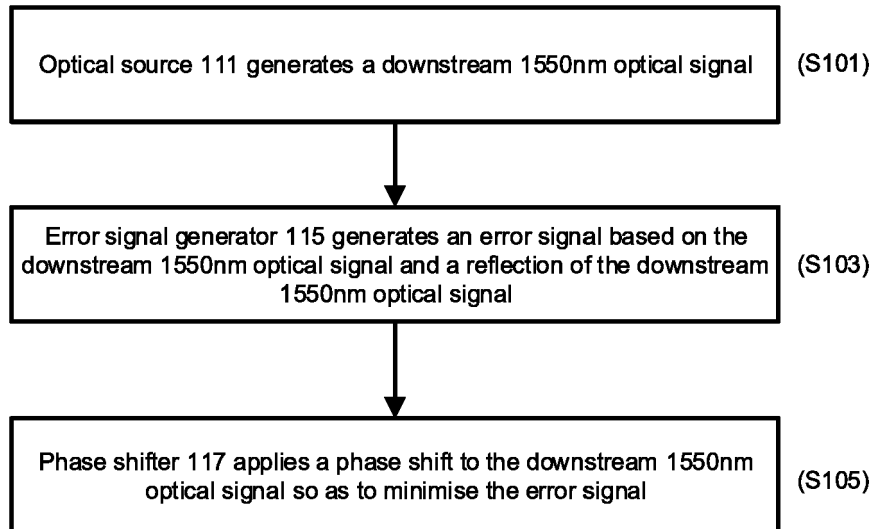 Optical source 111 generates a downstream 1550nm optical signal
(S101)
Error signal generator 115 generates an error signal based on the
downstream 1550nm optical signal and a reflection of the downstream
1550nm optical signal
(S103)
Phase shifter 117 applies a phase shift to the downstream 1550nm
optical signal so as to minimise the error signal
(S105)